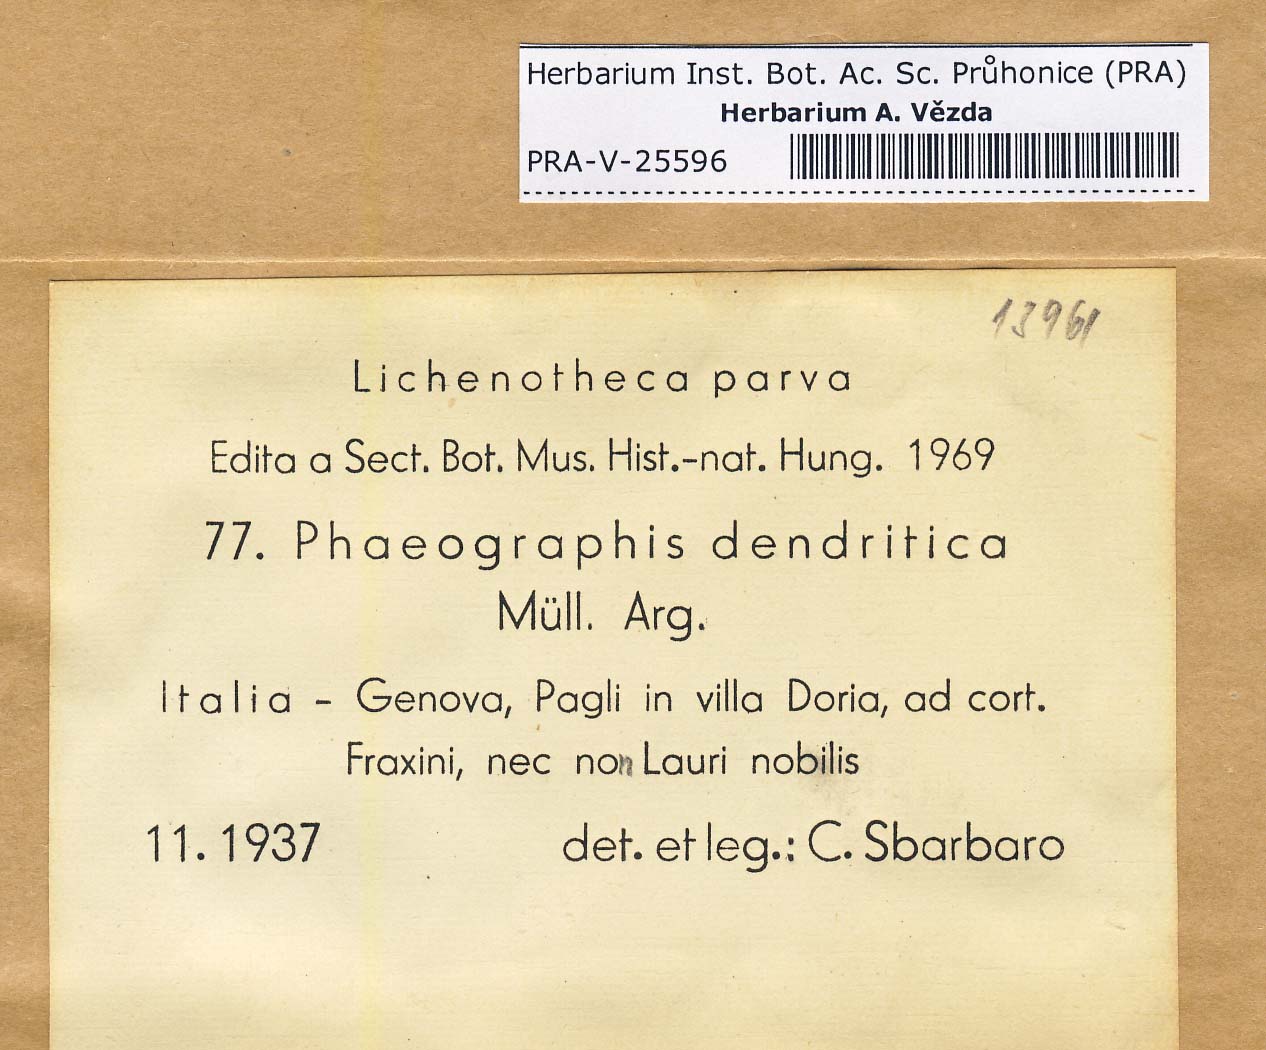 Herbarium Inst. Bot. Ac. Sc. Průhonice (PRA)
Herbarium A. Vězda
PRA-V-25596
13961
Lichenotheca parva
Edita a Sect. Bot. Mus. Hist.-nat. Hung. 1969
77. Phaeographis dendritica
Müll. Arg.
Italia - Genova, Pagli in villa Doria, ad cort.
Fraxini, nec non Lauri nobilis
11.1937 det. et leg.: C. Sbarbaro